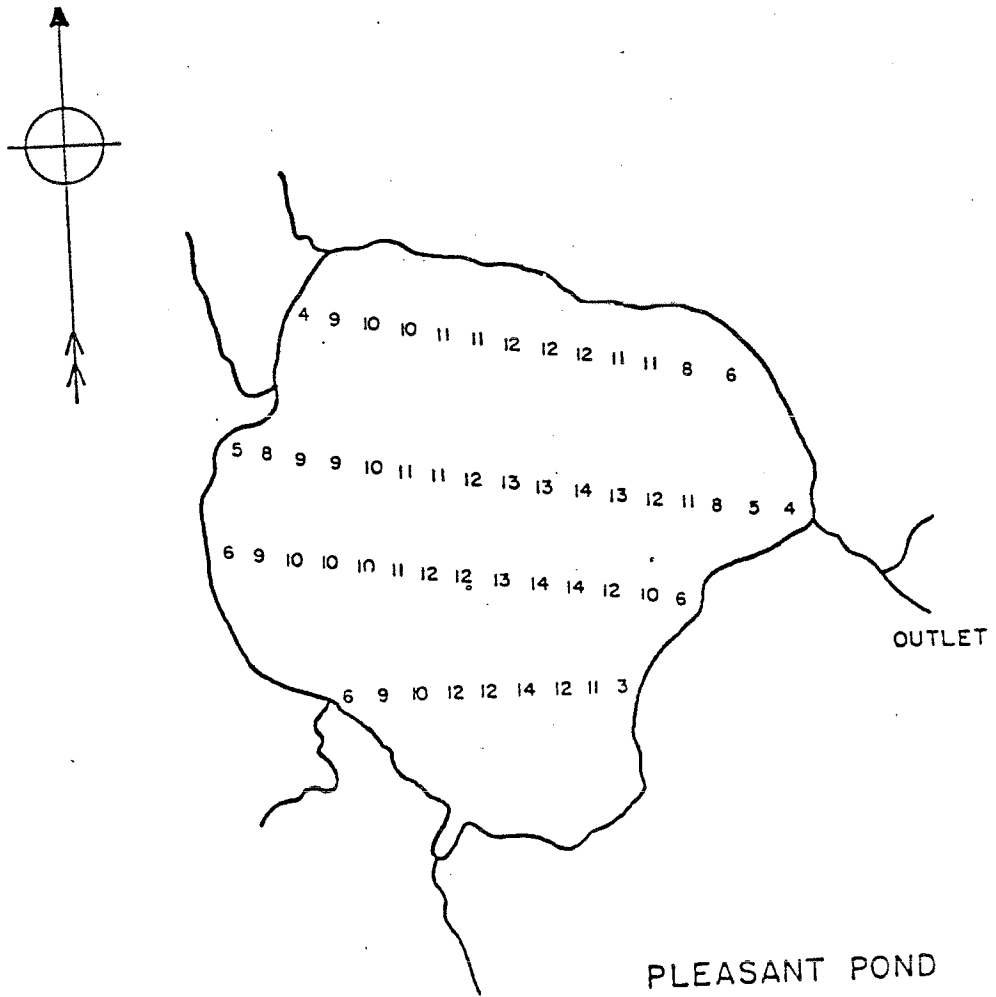 4 9 10 10 11 11 12 12 12 11 11 8 6
5 8 9 9 10 11 11 12 13 13 14 13 12 11 8 5 4
6 9 10 10 10 11 12 12 13 14 14 12 10 6
OUTLET
6 9 10 12 12 14 12 11 3
PLEASANT POND